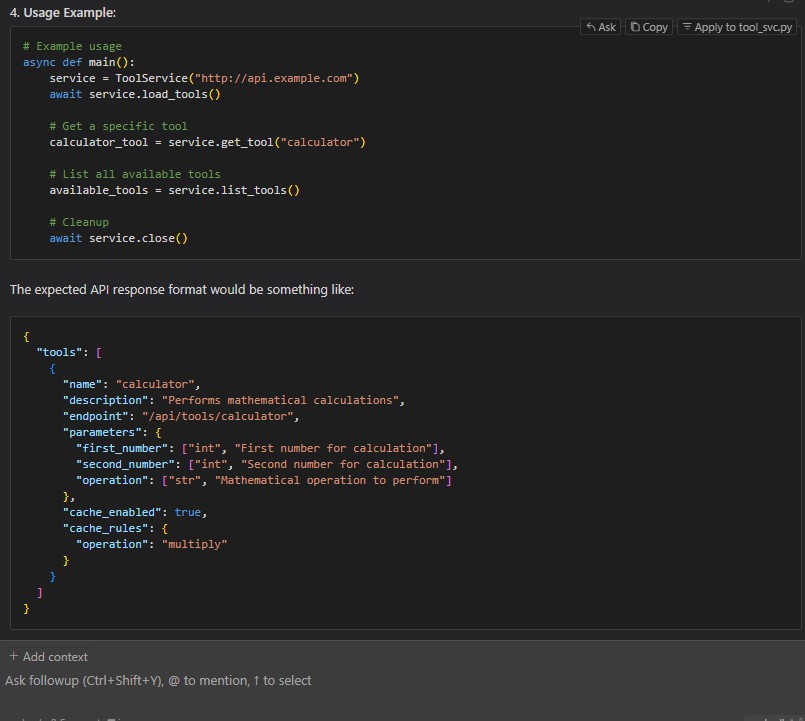 4. Usage Example:
Ask Copy Apply to tool_svc.py
# Example usage
async def main():
    service = ToolService("http://api.example.com")
    await service.load_tools()

    # Get a specific tool
    calculator_tool = service.get_tool("calculator")

    # List all available tools
    available_tools = service.list_tools()

    # Cleanup
    await service.close()

The expected API response format would be something like:

{
  "tools": [
    {
      "name": "calculator",
      "description": "Performs mathematical calculations",
      "endpoint": "/api/tools/calculator",
      "parameters": {
        "first_number": ["int", "First number for calculation"],
        "second_number": ["int", "Second number for calculation"],
        "operation": ["str", "Mathematical operation to perform"]
      },
      "cache_enabled": true,
      "cache_rules": {
        "operation": "multiply"
      }
    }
  ]
}
+ Add context
Ask followup (Ctrl+Shift+Y), @ to mention, ↑ to select